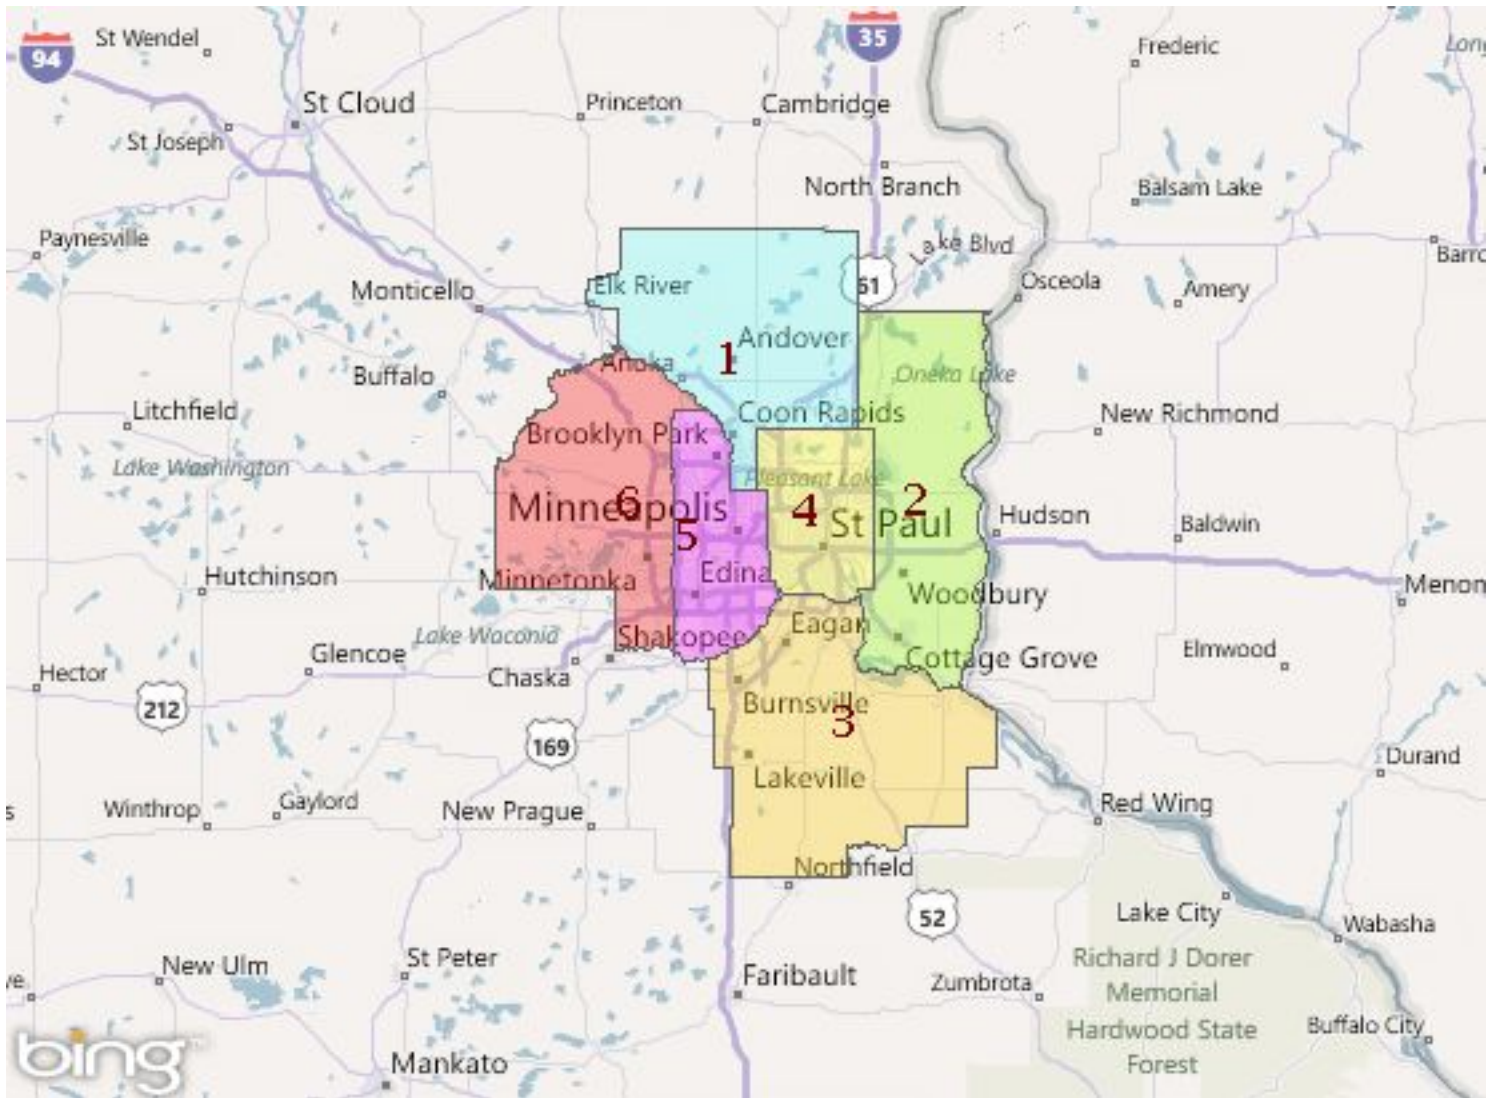 94
St Wendel
35
Frederic
St Cloud
Princeton
Cambridge
St Joseph
North Branch
Balsam Lake
Paynesville
Lake Blvd
Barro
Monticello
Elk River
61
Osceola
Amery
Andover
1
Anoka
Buffalo
Oneka Lake
Litchfield
Coon Rapids
New Richmond
Brooklyn Park
Lake Washington
Pleasant Lake
Minneapolis
6
4
2
St Paul
Hudson
Baldwin
5
Hutchinson
Minnetonka
Edina
Woodbury
Menon
Lake Waconia
Shakopee
Eagan
Glencoe
Cottage Grove
Elmwood
Hector
Chaska
212
Burnsville
3
169
Durand
Lakeville
Winthrop
Gaylord
New Prague
Red Wing
s
Northfield
52
Lake City
Wabasha
New Ulm
St Peter
Faribault
Zumbrota
Richard J Dorer
Memorial
Hardwood State
Forest
ve
Buffalo City
bing
Mankato